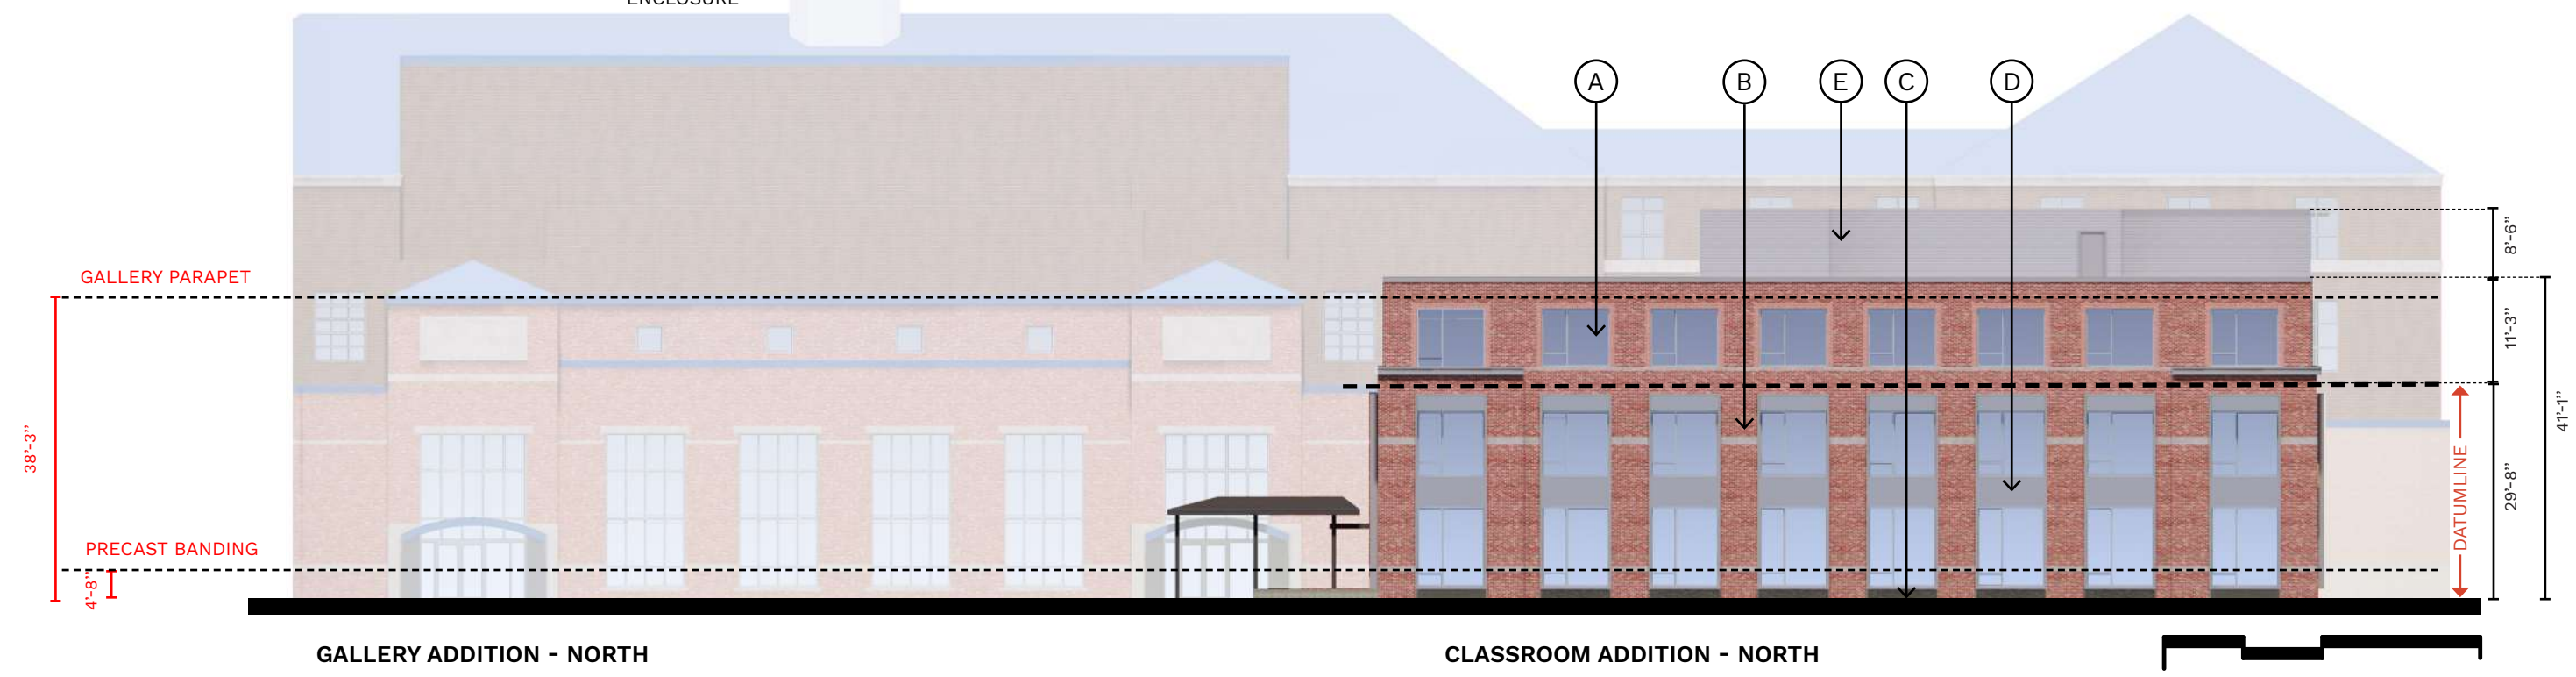 ENCLOSURE
A
B
E
C
D
GALLERY PARAPET
38'-3"
PRECAST BANDING
4'-8"
8'-6"
11'-3"
29'-8"
41'-1"
DATUMLINE
GALLERY ADDITION - NORTH
CLASSROOM ADDITION - NORTH